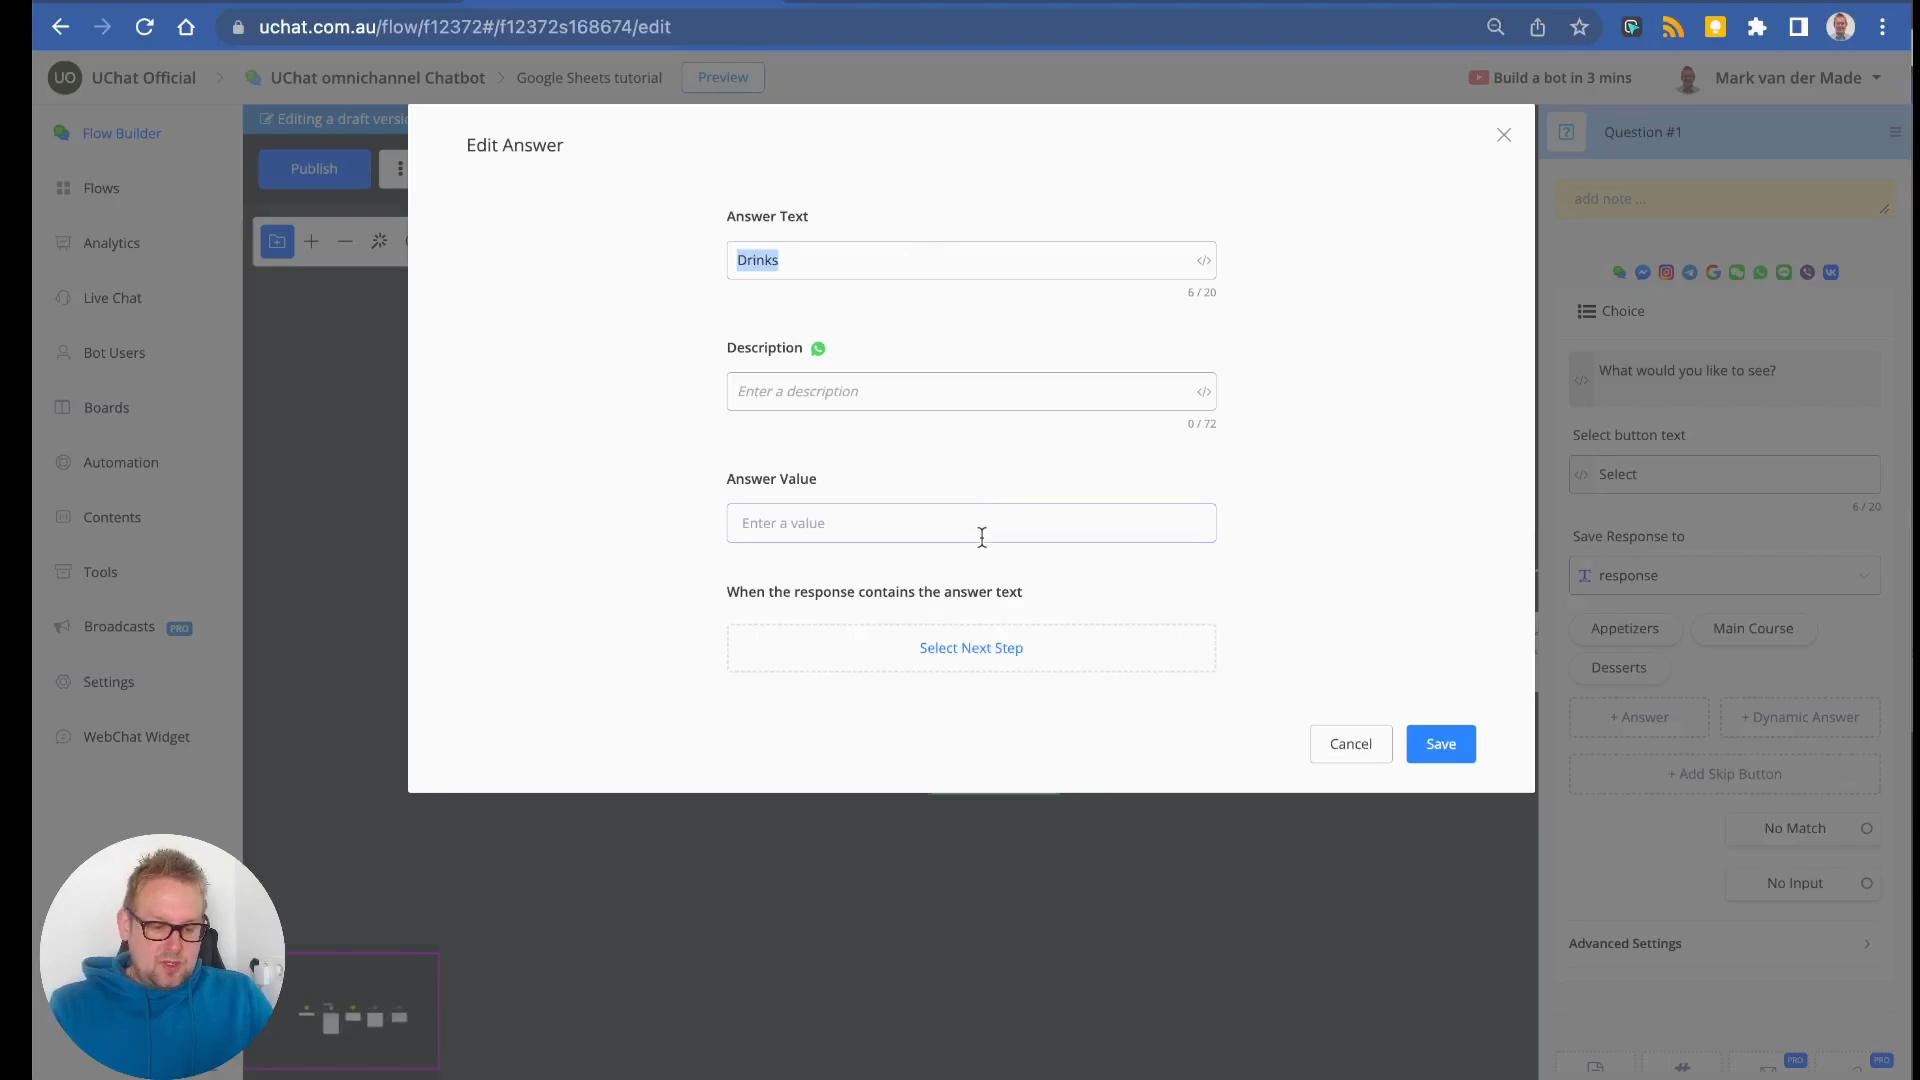 uchat.com.au/flow/f12372#/f12372s168674/edit
UO UChat Official > UChat omnichannel Chatbot > Google Sheets tutorial Preview Build a bot in 3 mins Mark van der Made
Flow Builder
Flows
Analytics
Live Chat
Bot Users
Boards
Automation
Contents
Tools
Broadcasts PRO
Settings
WebChat Widget
Editing a draft versi
Publish
Edit Answer
Answer Text
Drinks
6 / 20
Description
Enter a description
0 / 72
Answer Value
Enter a value
When the response contains the answer text
Select Next Step
Cancel Save
Question #1
add note ...
Choice
What would you like to see?
Select button text
Select
6 / 20
Save Response to
response
Appetizers Main Course
Desserts
+ Answer + Dynamic Answer
+ Add Skip Button
No Match
No Input
Advanced Settings
PRO PRO